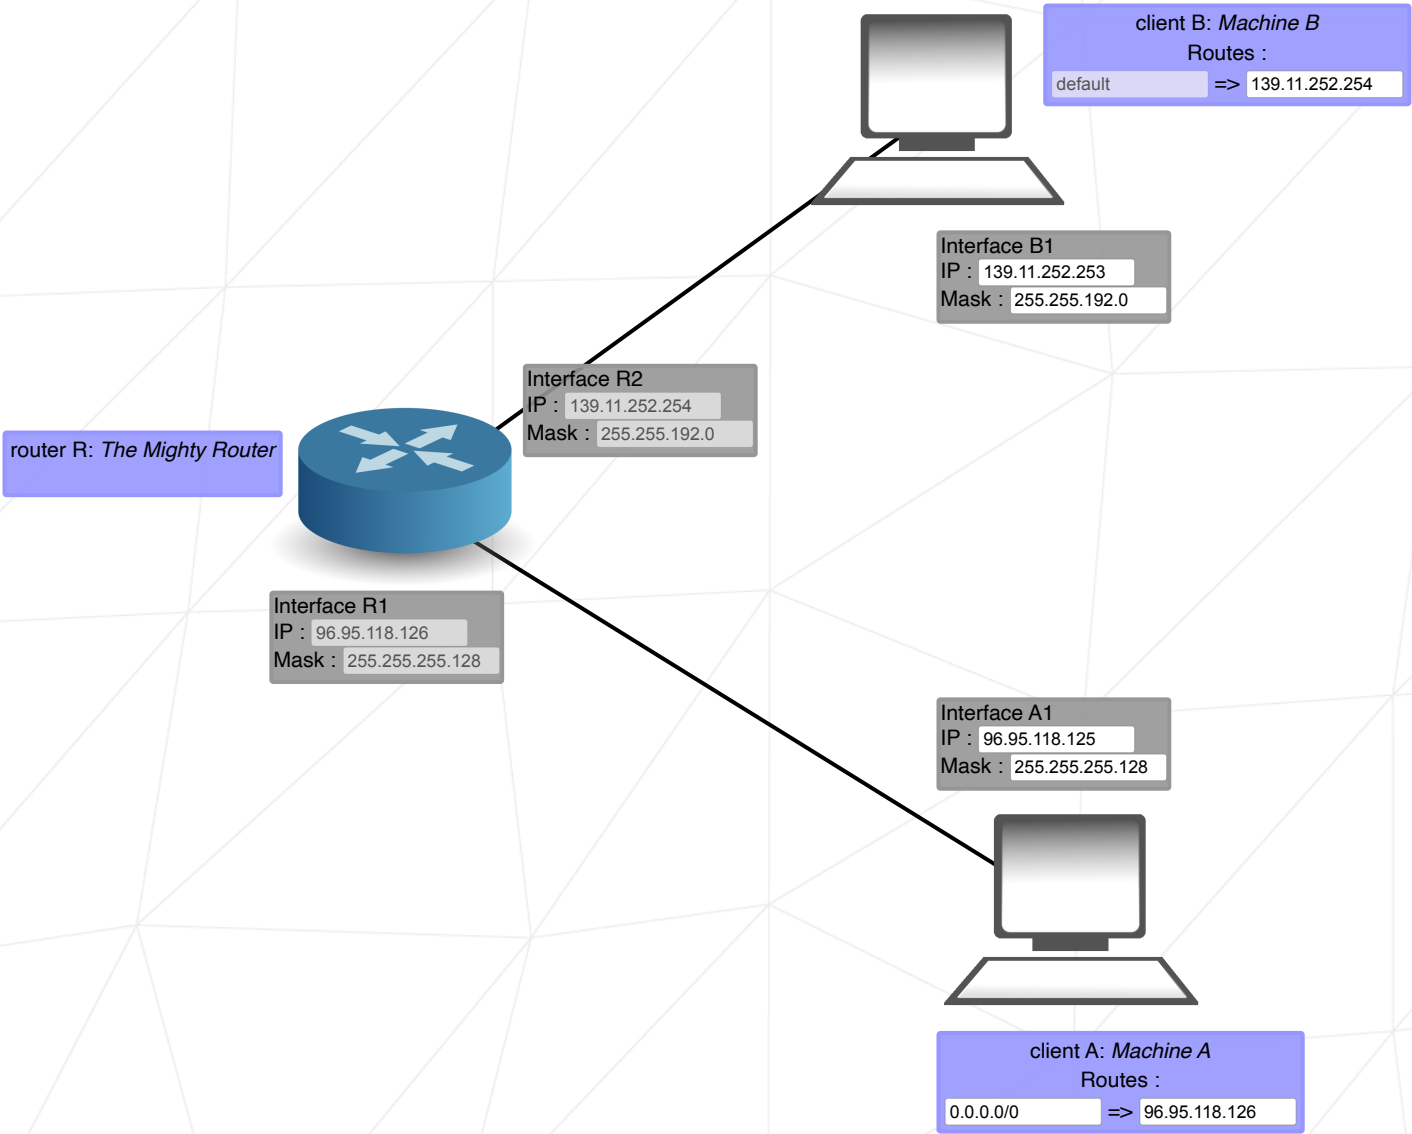 client B: Machine B
Routes :
default => 139.11.252.254
Interface B1
IP : 139.11.252.253
Mask : 255.255.192.0
Interface R2
IP : 139.11.252.254
Mask : 255.255.192.0
router R: The Mighty Router
Interface R1
IP : 96.95.118.126
Mask : 255.255.255.128
Interface A1
IP : 96.95.118.125
Mask : 255.255.255.128
client A: Machine A
Routes :
0.0.0.0/0 => 96.95.118.126